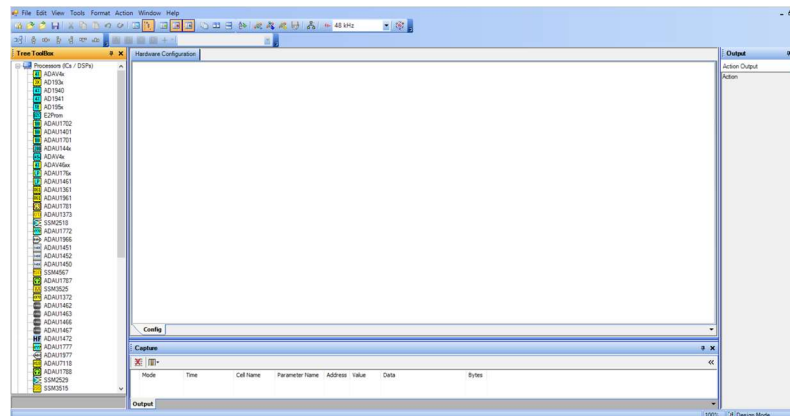 File Edit View Tools Format Action Window Help
48 kHz
Tree ToolBox
Hardware Configuration
Output
Processors (ICs / DSPs)
Action Output
ADAV4x
Action
AD193x
AD1940
AD1941
AD195x
E2Prom
ADAU1702
ADAU1401
ADAU1701
ADAU144x
ADAV4x
ADAV46xx
ADAU176x
ADAU1461
ADAU1361
ADAU1961
ADAU1781
ADAU1373
SSM2518
ADAU1772
ADAU1966
ADAU1451
ADAU1452
ADAU1450
SSM4567
ADAU1787
SSM3525
ADAU1372
ADAU1462
ADAU1463
ADAU1466
ADAU1467
HF ADAU1472
ADAU1777
ADAU1977
ADAU7118
ADAU1788
SSM2529
SSM3515
Config
Capture
Mode Time Cell Name Parameter Name Address Value Data Bytes
Output
100% Design Mode